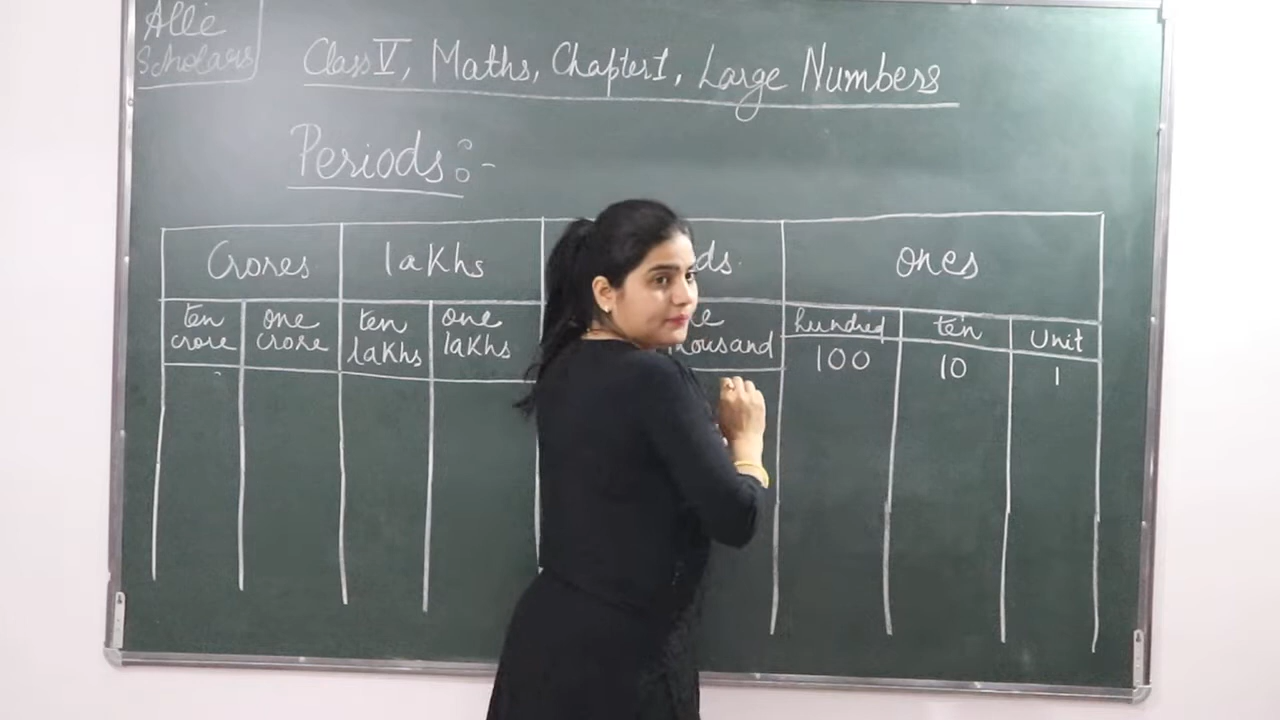 Allie
Scholars
Class V, Maths, Chapter 1, Large Numbers
Periods :-
Crores lakhs ds. ones
ten crore one crore ten lakhs one lakhs housand hundred ten Unit
100 10 1